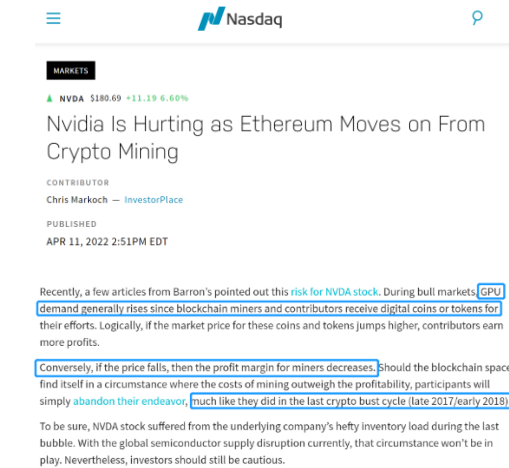 Nasdaq
MARKETS
NVDA $180.69 +11.19 6.60%
Nvidia Is Hurting as Ethereum Moves on From
Crypto Mining
CONTRIBUTOR
Chris Markoch — InvestorPlace
PUBLISHED
APR 11, 2022 2:51PM EDT
Recently, a few articles from Barron's pointed out this risk for NVDA stock. During bull markets, GPU
demand generally rises since blockchain miners and contributors receive digital coins or tokens for
their efforts. Logically, if the market price for these coins and tokens jumps higher, contributors earn
more profits.
Conversely, if the price falls, then the profit margin for miners decreases. Should the blockchain space
find itself in a circumstance where the costs of mining outweigh the profitability, participants will
simply abandon their endeavor, much like they did in the last crypto bust cycle (late 2017/early 2018)
To be sure, NVDA stock suffered from the underlying company's hefty inventory load during the last
bubble. With the global semiconductor supply disruption currently, that circumstance won't be in
play. Nevertheless, investors should still be cautious.